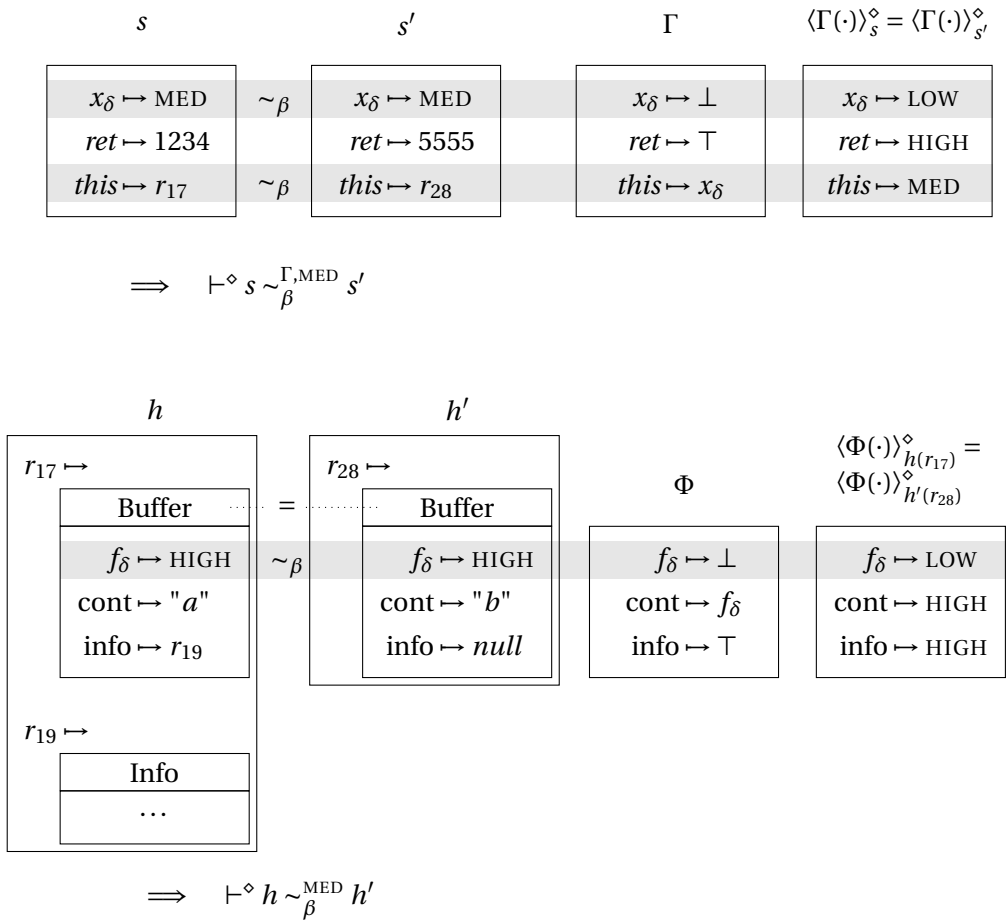 s s′ Γ ⟨Γ(·)⟩⋄s = ⟨Γ(·)⟩⋄s′
xδ ↦ MED ∼β xδ ↦ MED xδ ↦ ⊥ xδ ↦ LOW
ret ↦ 1234 ret ↦ 5555 ret ↦ ⊤ ret ↦ HIGH
this ↦ r17 ∼β this ↦ r28 this ↦ xδ this ↦ MED
⟹ ⊢⋄ s ∼βΓ,MED s′
h h′
r17 ↦ r28 ↦ Φ ⟨Φ(·)⟩⋄h(r17) =
⟨Φ(·)⟩⋄h′(r28)
Buffer = Buffer
fδ ↦ HIGH ∼β fδ ↦ HIGH fδ ↦ ⊥ fδ ↦ LOW
cont ↦ "a" cont ↦ "b" cont ↦ fδ cont ↦ HIGH
info ↦ r19 info ↦ null info ↦ ⊤ info ↦ HIGH
r19 ↦
Info
...
⟹ ⊢⋄ h ∼βMED h′